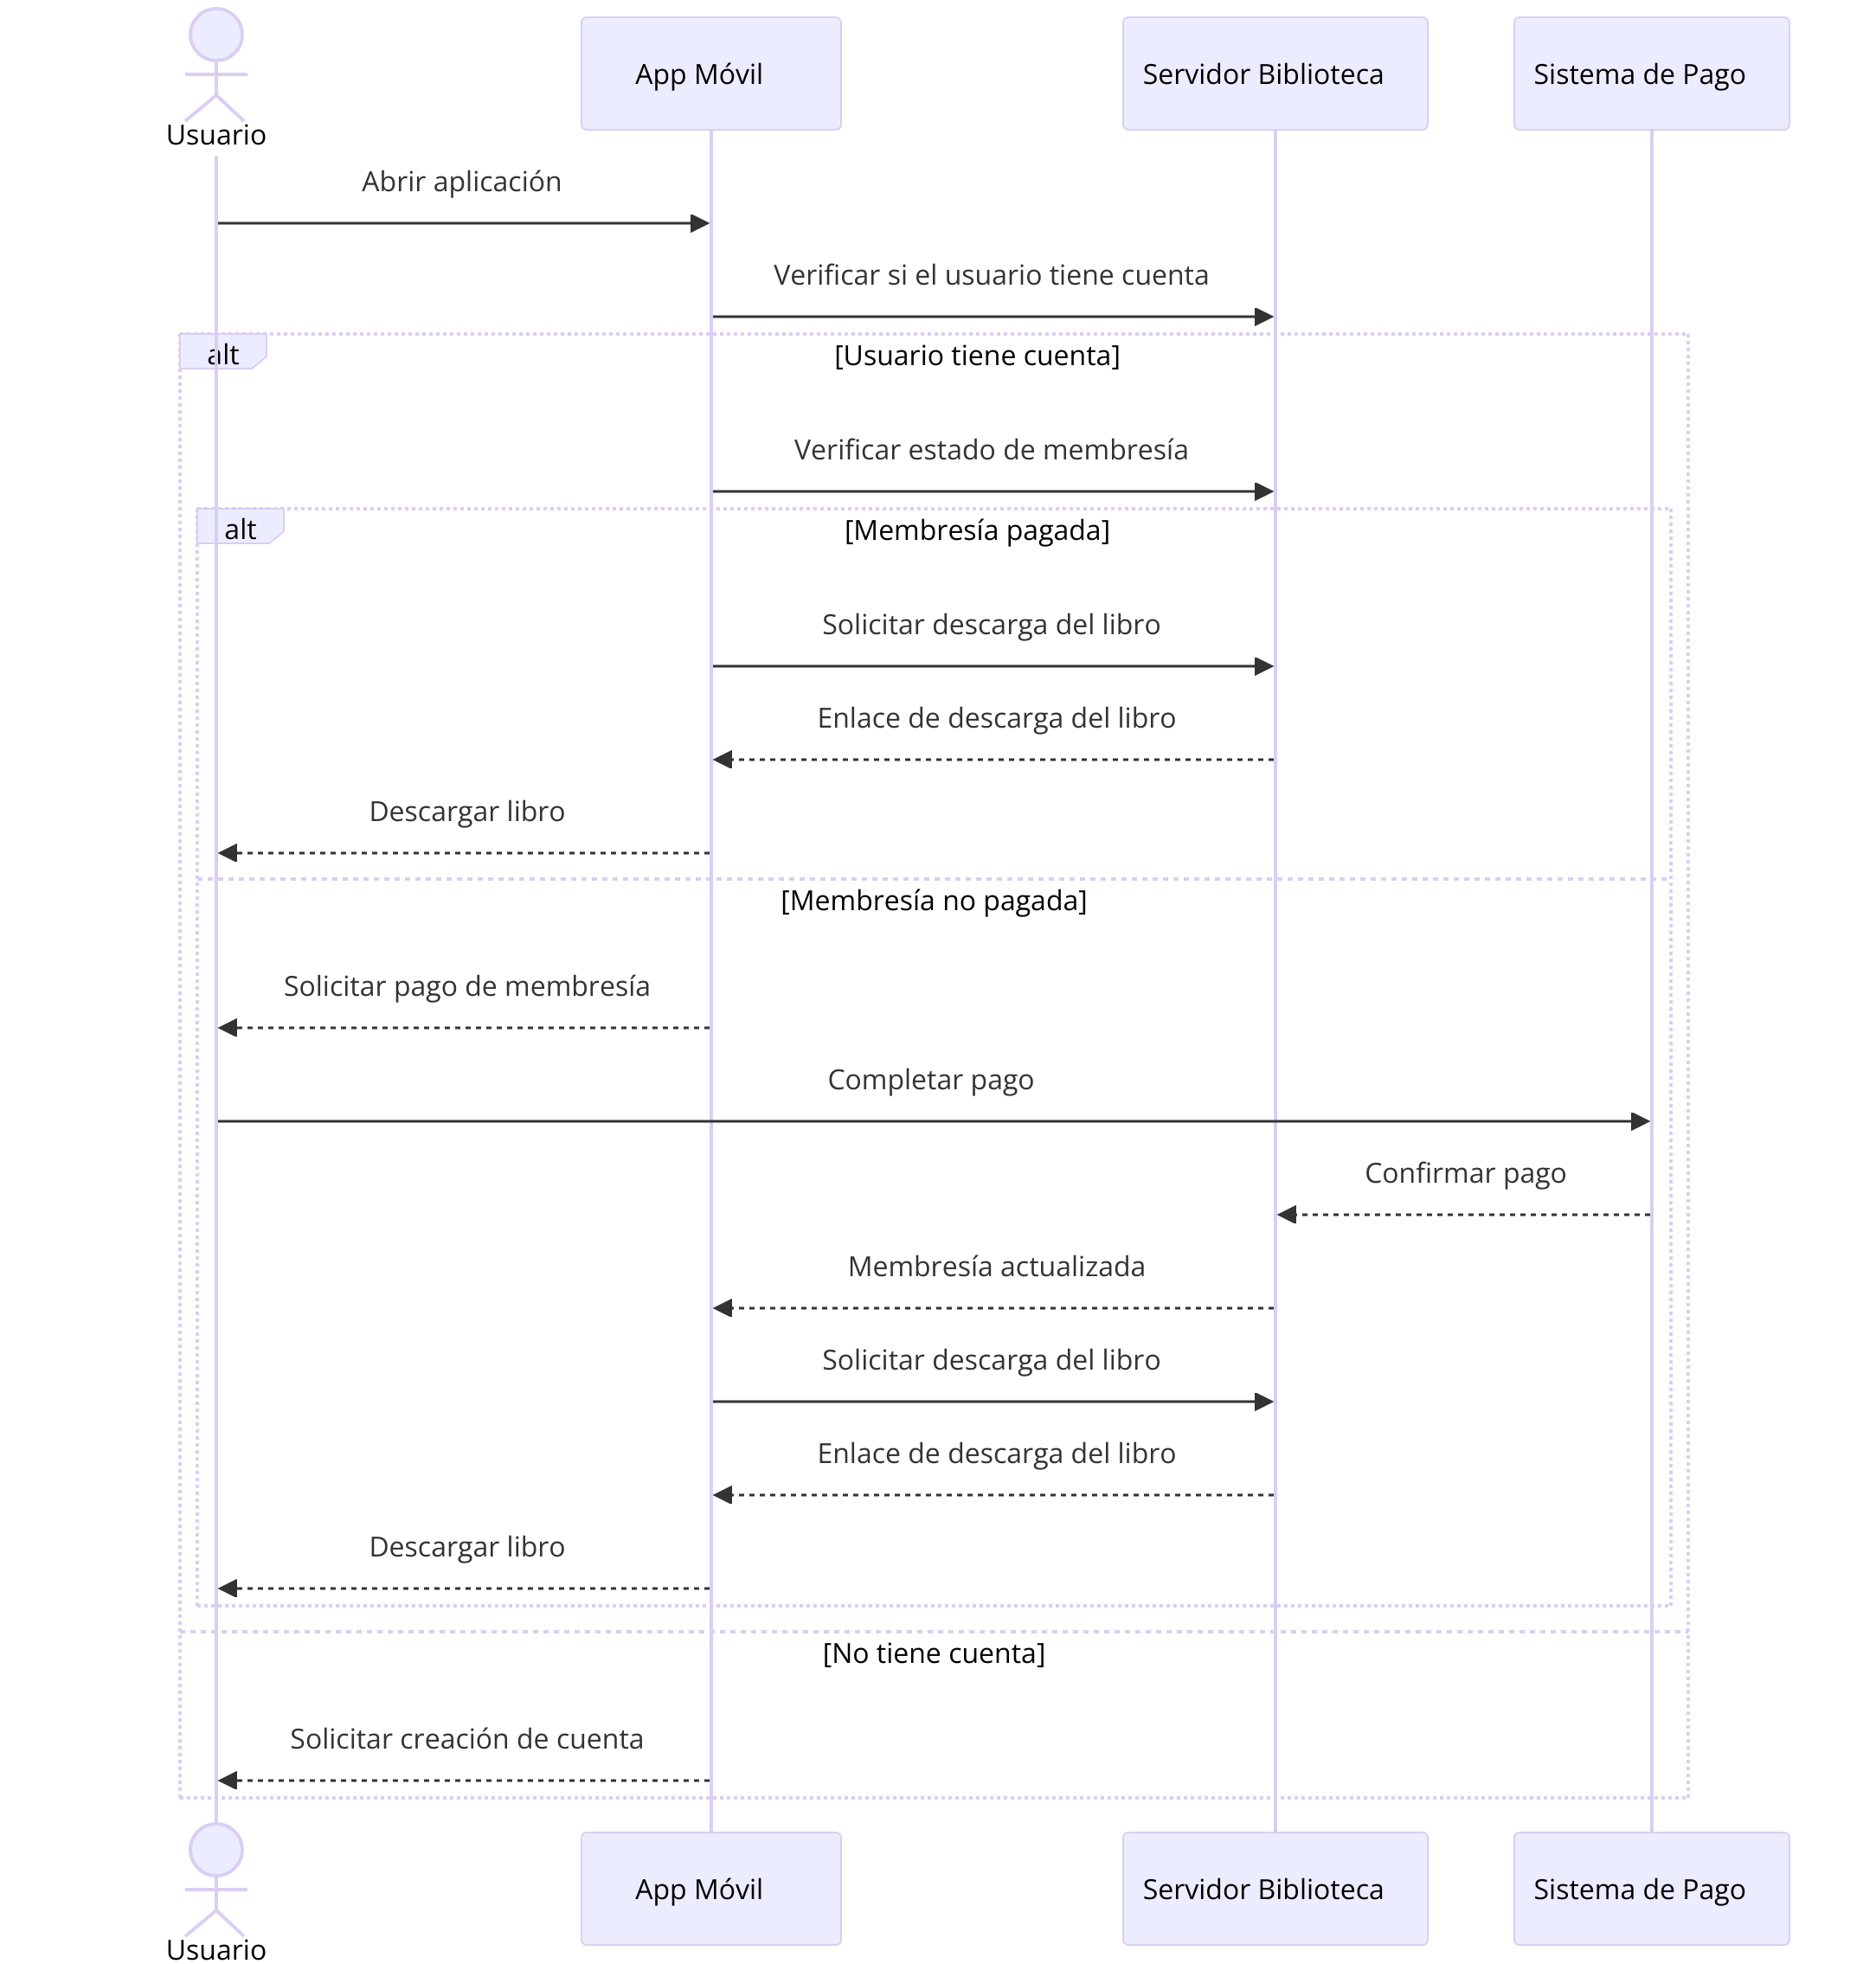 Usuario
App Móvil
Servidor Biblioteca
Sistema de Pago
Abrir aplicación
Verificar si el usuario tiene cuenta
alt
[Usuario tiene cuenta]
Verificar estado de membresía
alt
[Membresía pagada]
Solicitar descarga del libro
Enlace de descarga del libro
Descargar libro
[Membresía no pagada]
Solicitar pago de membresía
Completar pago
Confirmar pago
Membresía actualizada
Solicitar descarga del libro
Enlace de descarga del libro
Descargar libro
[No tiene cuenta]
Solicitar creación de cuenta
Usuario
App Móvil
Servidor Biblioteca
Sistema de Pago